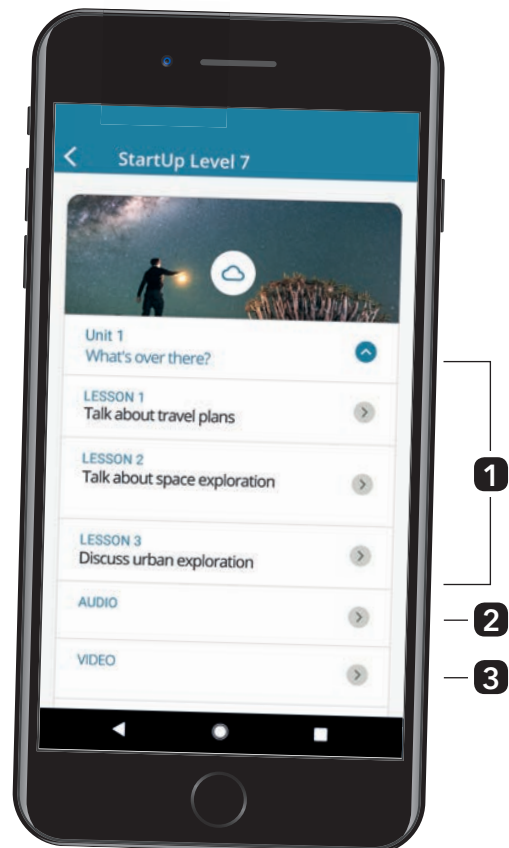 StartUp Level 7
Unit 1
What's over there?
LESSON 1
Talk about travel plans
LESSON 2
Talk about space exploration
LESSON 3
Discuss urban exploration
AUDIO
VIDEO
1
2
3